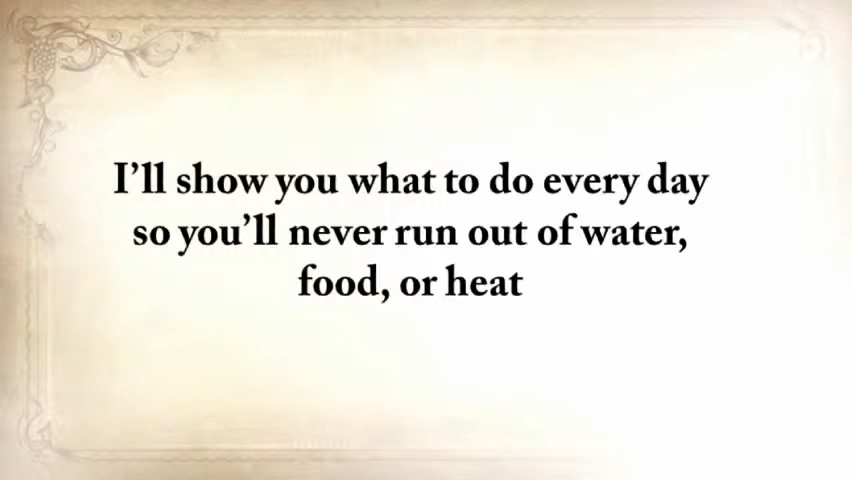 I’ll show you what to do every day
so you’ll never run out of water,
food, or heat